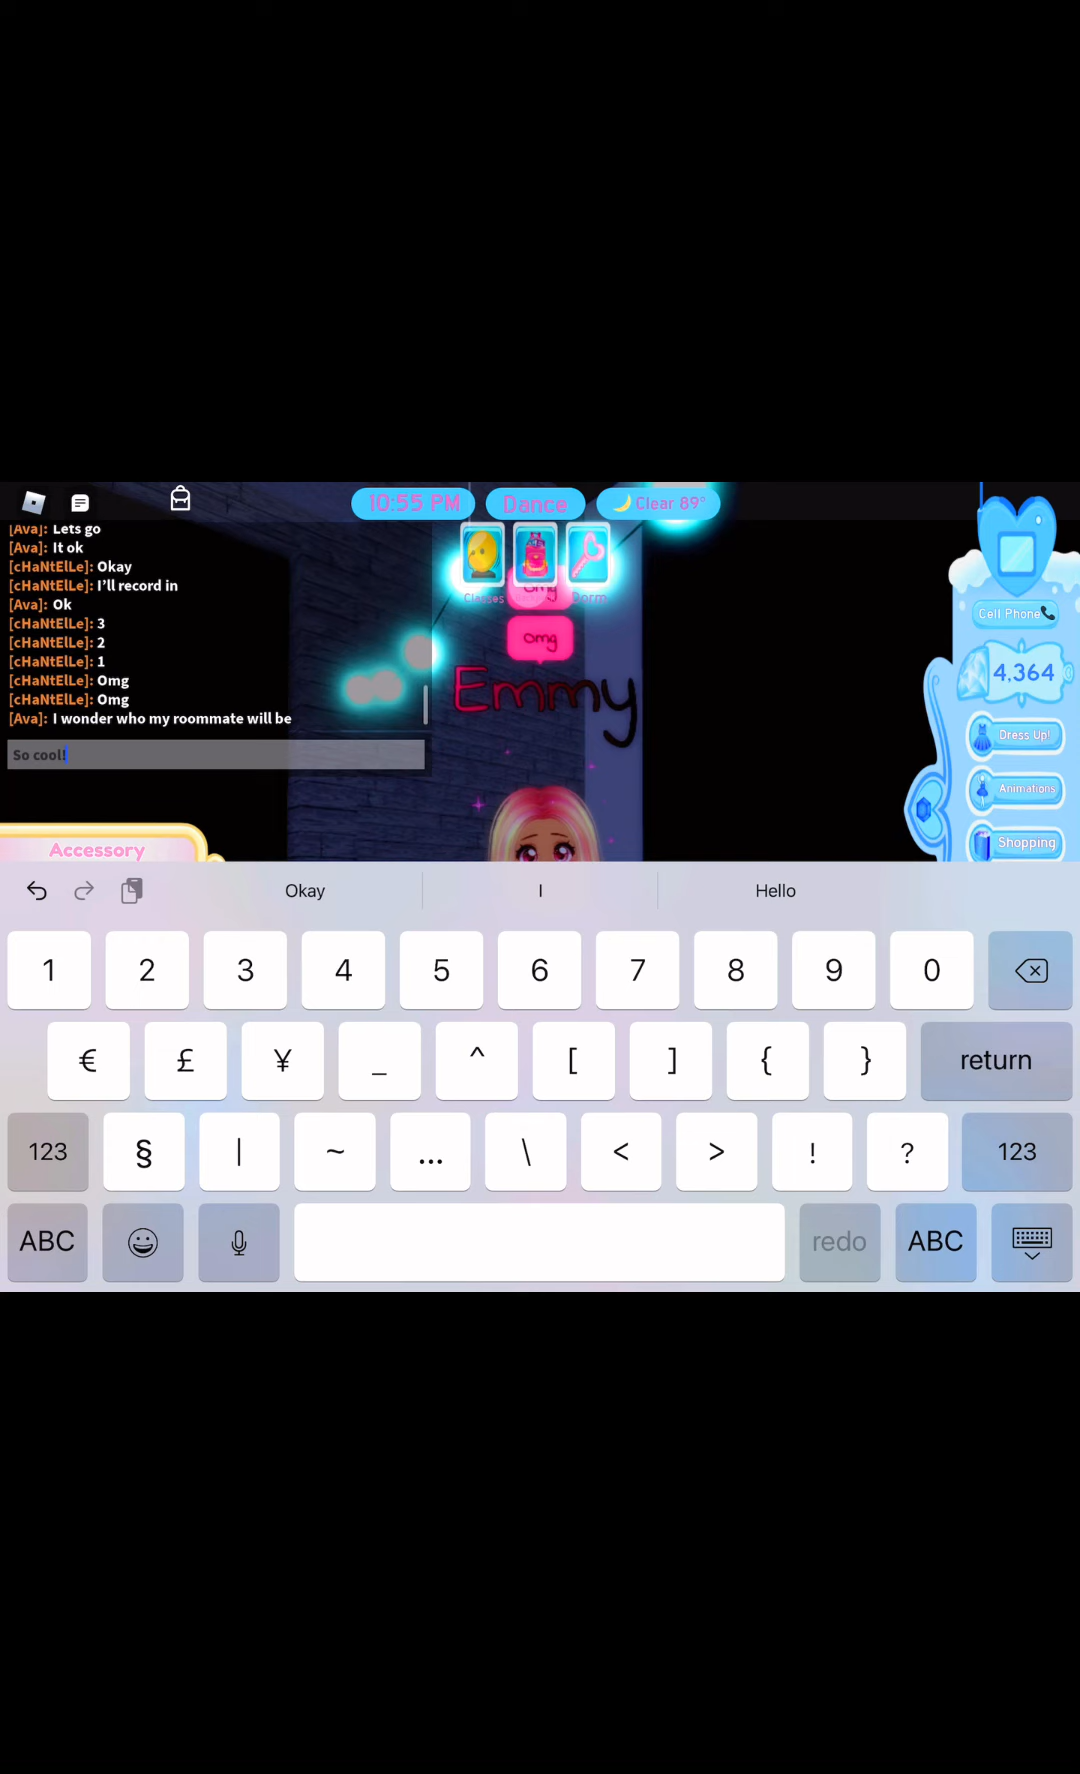 10:55 PM
Dance
Clear 89°
[Ava]: Lets go
[Ava]: It ok
[cHaNtElLe]: Okay
[cHaNtElLe]: I'll record in
[Ava]: Ok
[cHaNtElLe]: 3
[cHaNtElLe]: 2
[cHaNtElLe]: 1
[cHaNtElLe]: Omg
[cHaNtElLe]: Omg
[Ava]: I wonder who my roommate will be
So cool!
Classes
Dorm
omg
omg
Emmy
Cell Phone
4,364
Dress Up!
Animations
Shopping
Accessory
Okay I Hello
1 2 3 4 5 6 7 8 9 0
€ £ ¥ _ ^ [ ] { } return
123 § | ~ … \ < > ! ? 123
ABC redo ABC